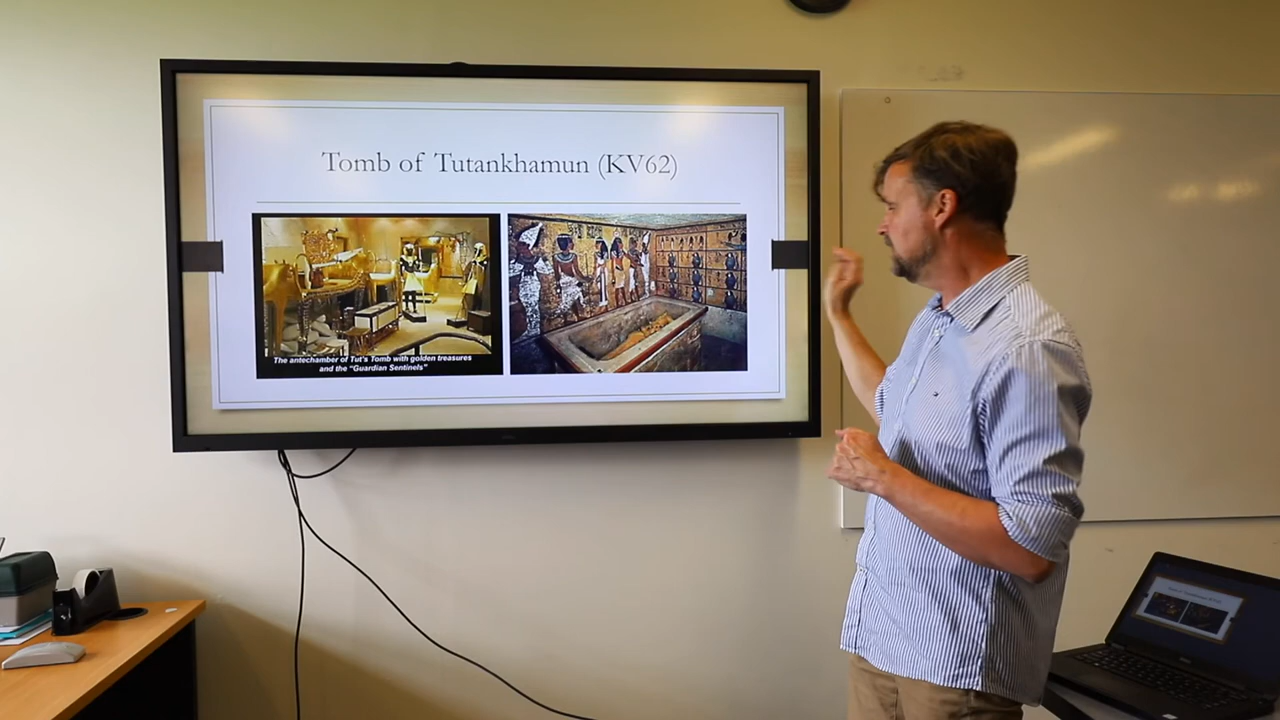 Tomb of Tutankhamun (KV62)
The antechamber of Tut's Tomb with golden treasures
and the "Guardian Sentinels"